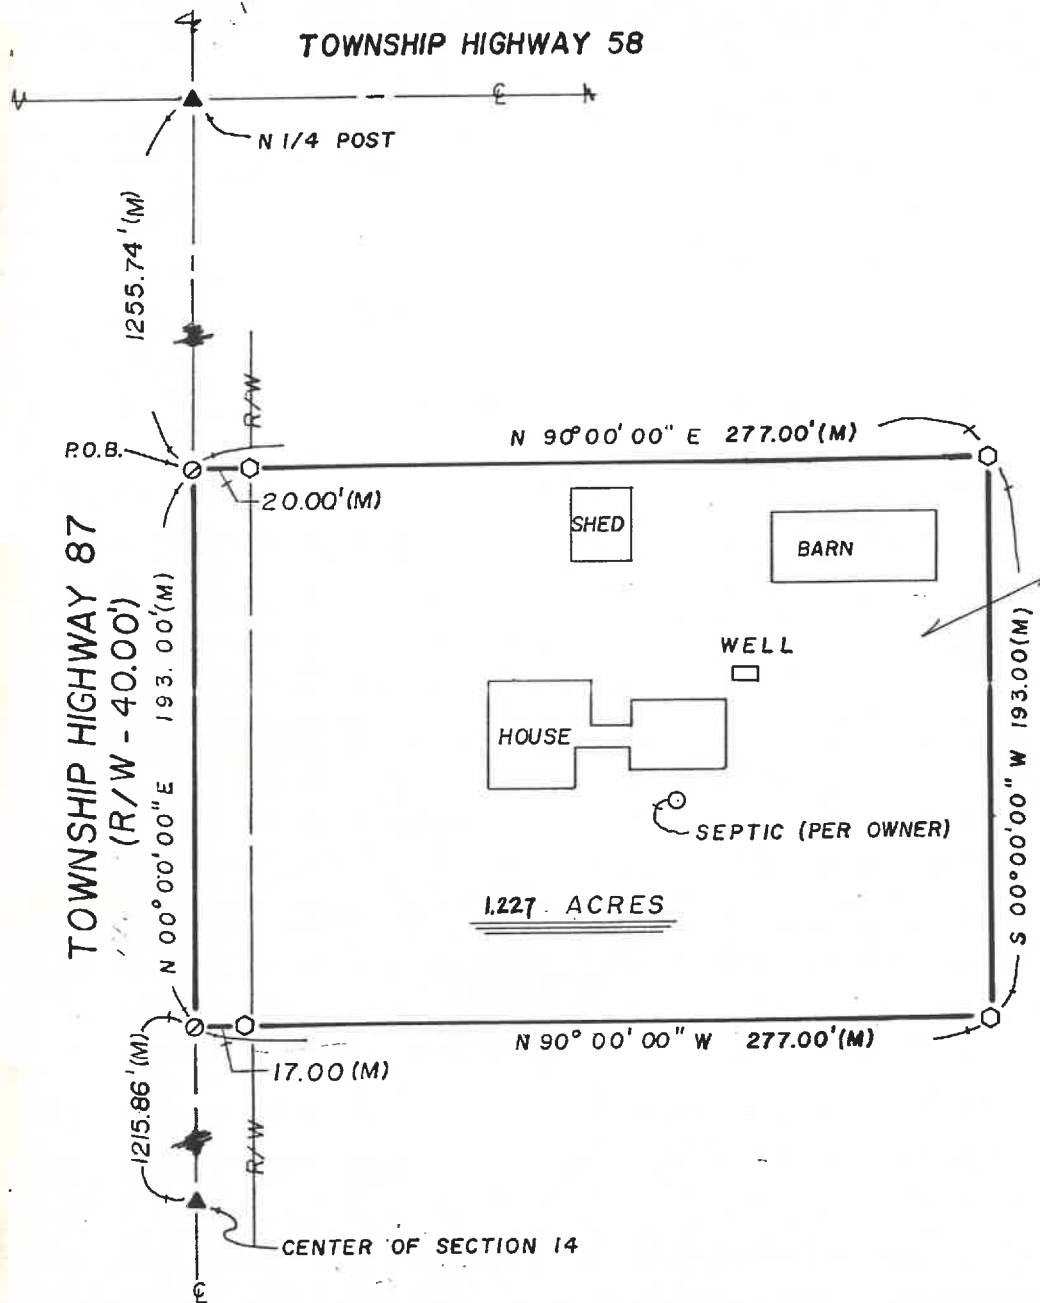 TOWNSHIP HIGHWAY 58
℄
N 1/4 POST
1255.74'(M)
R/W
N 90°00'00" E 277.00'(M)
P.O.B.
20.00'(M)
SHED
BARN
TOWNSHIP HIGHWAY 87
(R/W - 40.00')
N 00°00'00"E 193.00'(M)
WELL
S 00°00'00" W 193.00(M)
HOUSE
SEPTIC (PER OWNER)
1.227 ACRES
N 90° 00' 00" W 277.00'(M)
17.00 (M)
1215.86'(M)
R/W
CENTER OF SECTION 14
℄